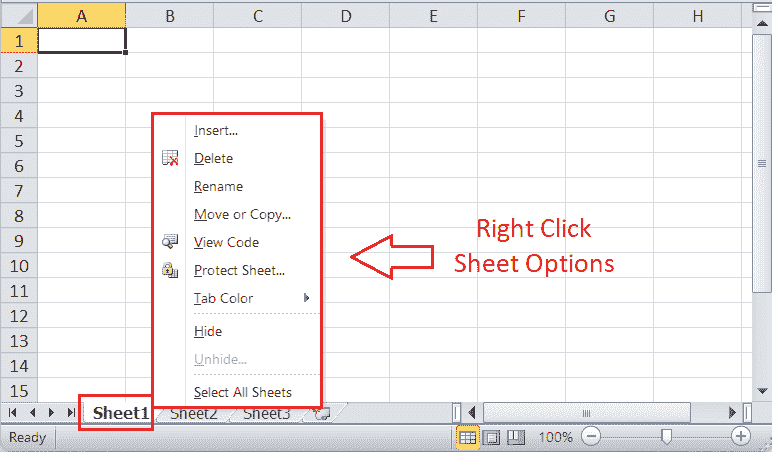 A B C D E F G H
1
2
3
4
Insert...
5
Delete
6
Rename
7
Move or Copy...
8
View Code
9
Protect Sheet...
10
Tab Color
11
Hide
12
Unhide...
13
Select All Sheets
14
15
Right Click
Sheet Options
Sheet1 Sheet2 Sheet3
Ready 100%